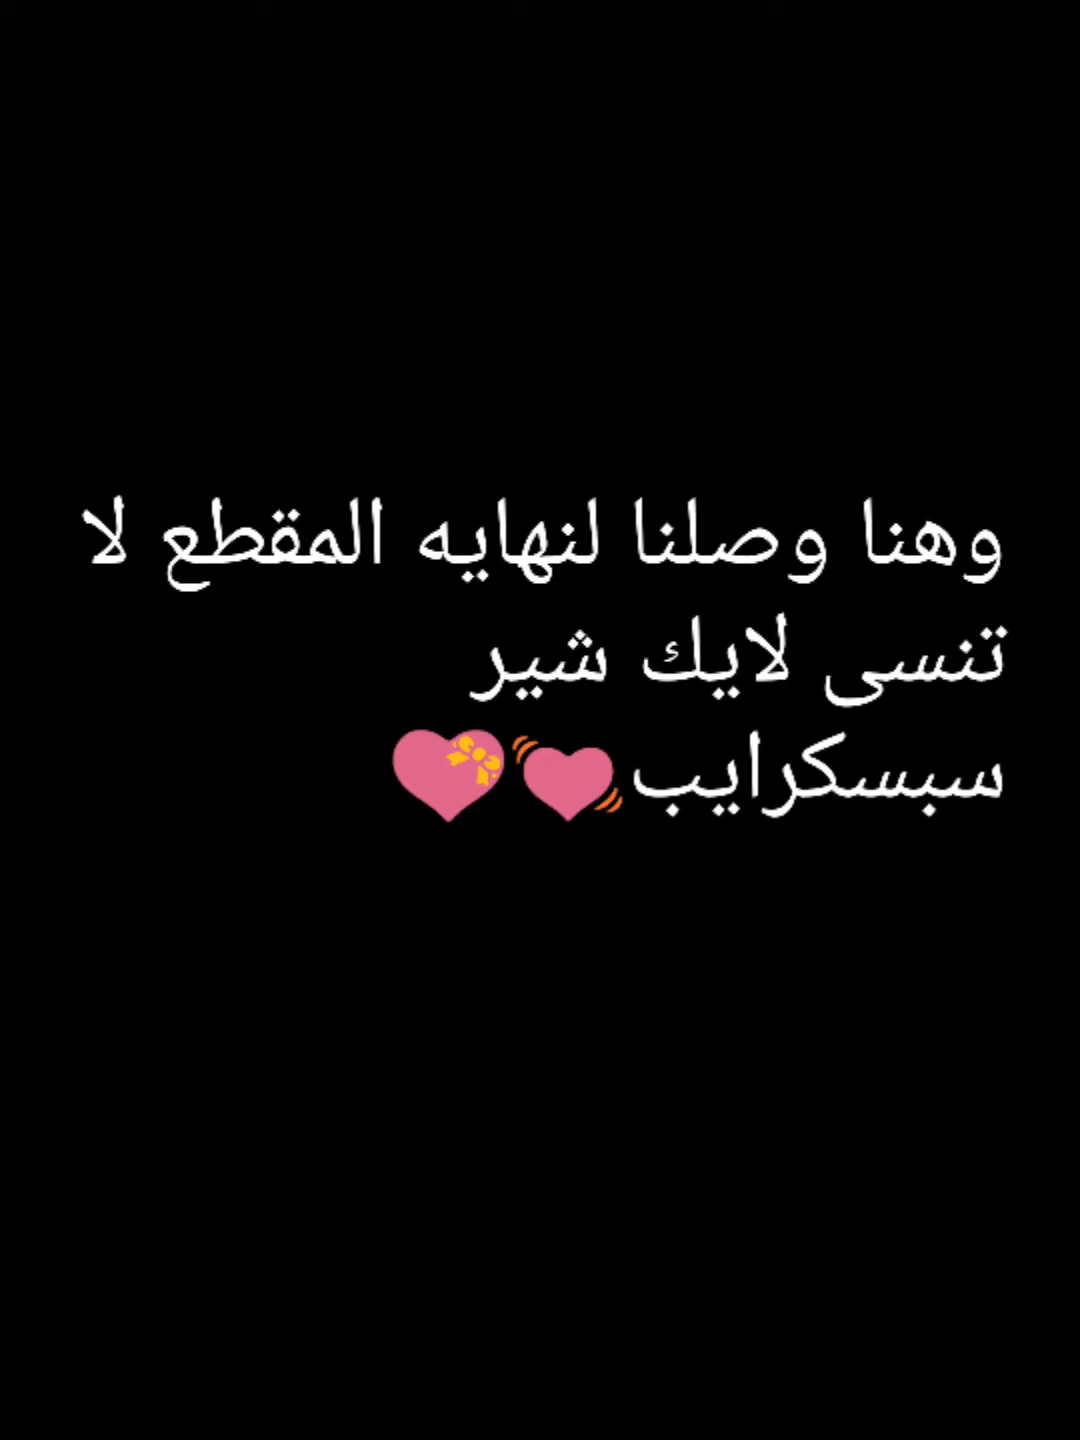 وهنا وصلنا لنهايه المقطع لا
تنسى لايك شير
سبسكرايب💓💝